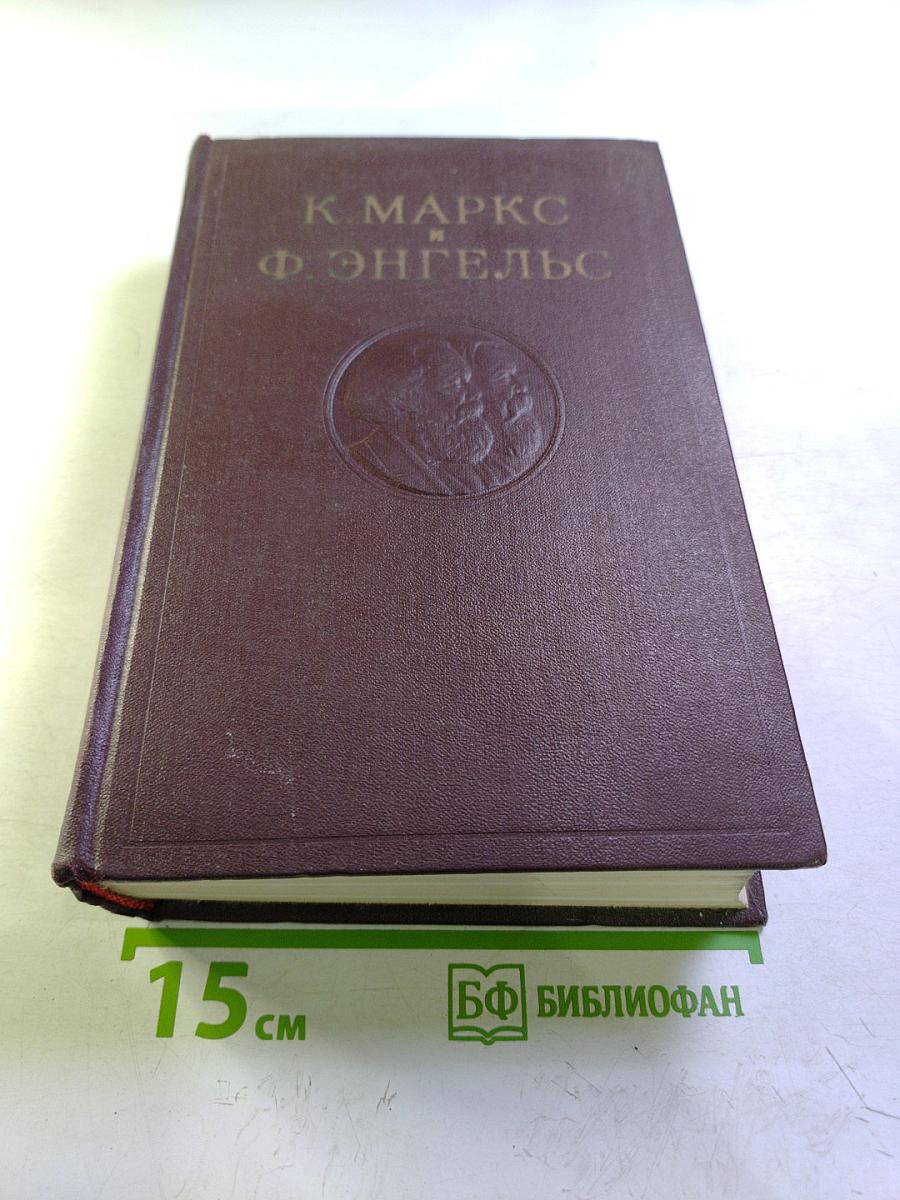 К. МАРКС
и
Ф. ЭНГЕЛЬС
15 см
БФ БИБЛИОФАН